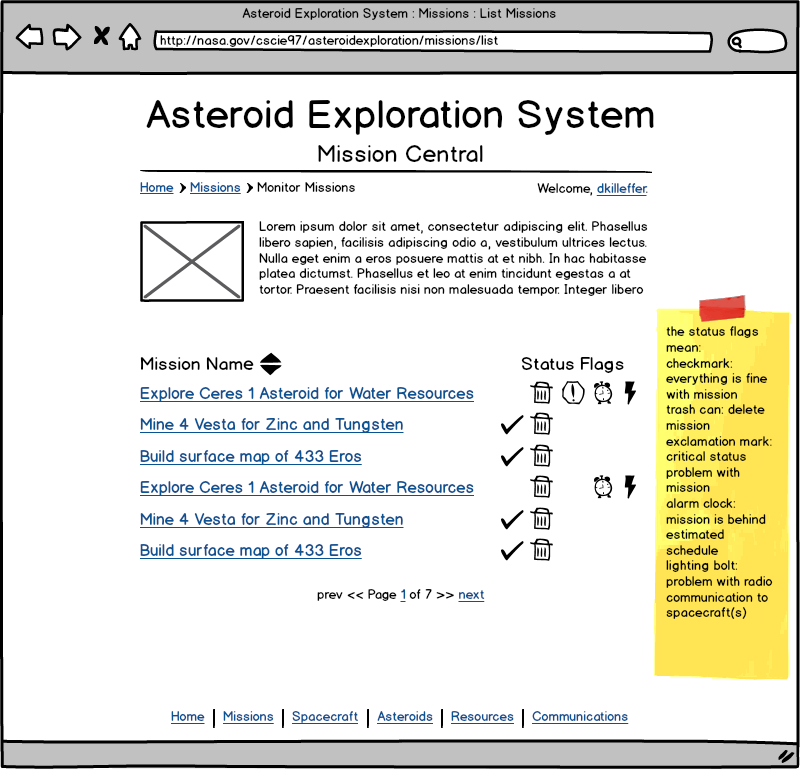 Asteroid Exploration System : Missions : List Missions
http://nasa.gov/cscie97/asteroidexploration/missions/list
Asteroid Exploration System
Mission Central
Home > Missions > Monitor Missions
Welcome, dkilleffer.
Lorem ipsum dolor sit amet, consectetur adipiscing elit. Phasellus
libero sapien, facilisis adipiscing odio a, vestibulum ultrices lectus.
Nulla eget enim a eros posuere mattis at et nibh. In hac habitasse
platea dictumst. Phasellus et leo at enim tincidunt egestas a at
tortor. Praesent facilisis nisi non malesuada tempor. Integer libero
Mission Name
Status Flags
Explore Ceres 1 Asteroid for Water Resources
Mine 4 Vesta for Zinc and Tungsten
Build surface map of 433 Eros
Explore Ceres 1 Asteroid for Water Resources
Mine 4 Vesta for Zinc and Tungsten
Build surface map of 433 Eros
prev << Page 1 of 7 >> next
the status flags
mean:
checkmark:
everything is fine
with mission
trash can: delete
mission
exclamation mark:
critical status
problem with
mission
alarm clock:
mission is behind
estimated
schedule
lighting bolt:
problem with radio
communication to
spacecraft(s)
Home | Missions | Spacecraft | Asteroids | Resources | Communications